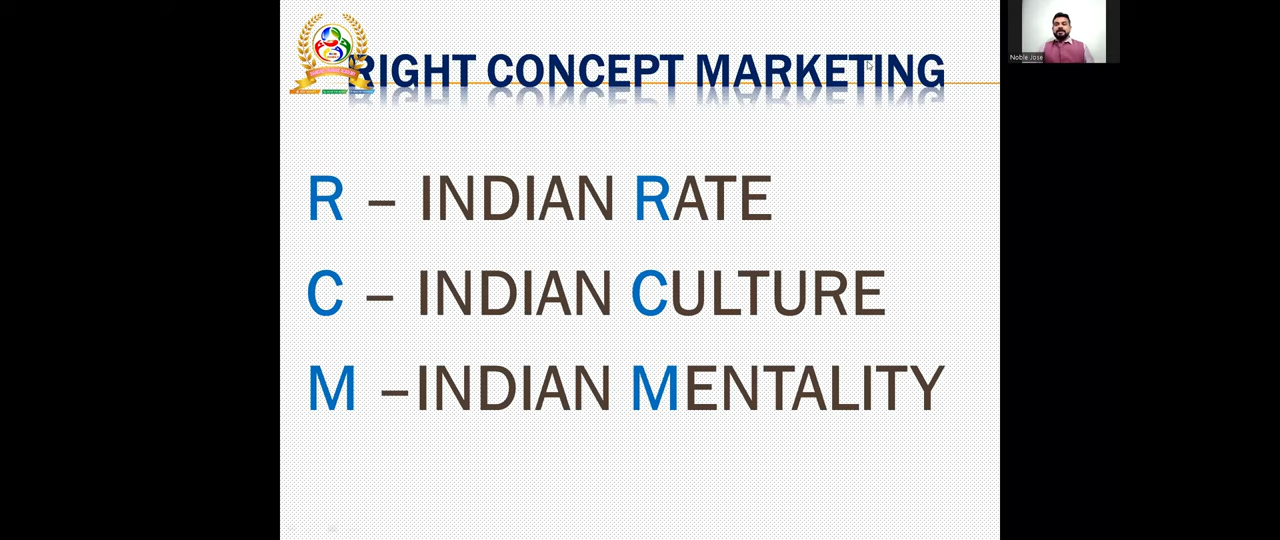 RIGHT CONCEPT MARKETING
Noble Jose
R – INDIAN RATE
C – INDIAN CULTURE
M –INDIAN MENTALITY